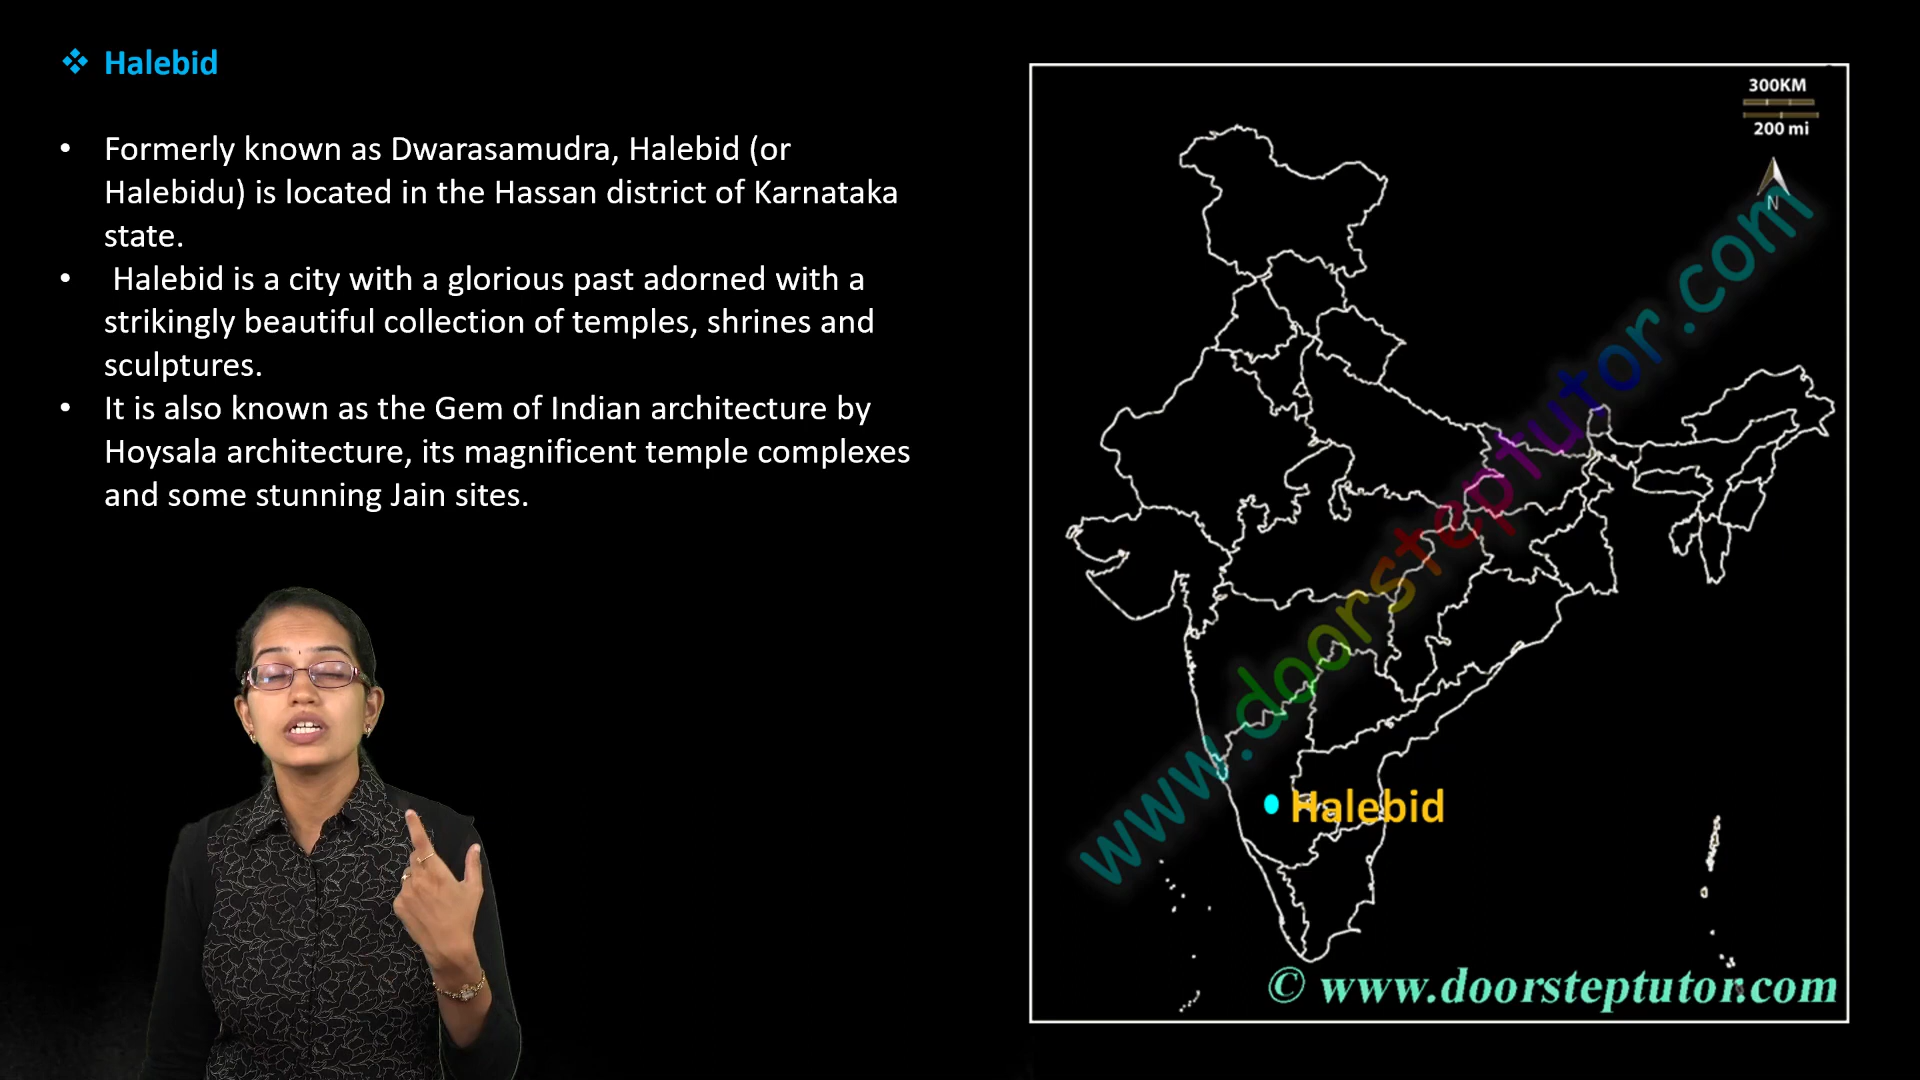 ❖ Halebid
• Formerly known as Dwarasamudra, Halebid (or
Halebidu) is located in the Hassan district of Karnataka
state.
• Halebid is a city with a glorious past adorned with a
strikingly beautiful collection of temples, shrines and
sculptures.
• It is also known as the Gem of Indian architecture by
Hoysala architecture, its magnificent temple complexes
and some stunning Jain sites.
300KM
200 mi
N
www.doorsteptutor.com
Halebid
© www.doorsteptutor.com